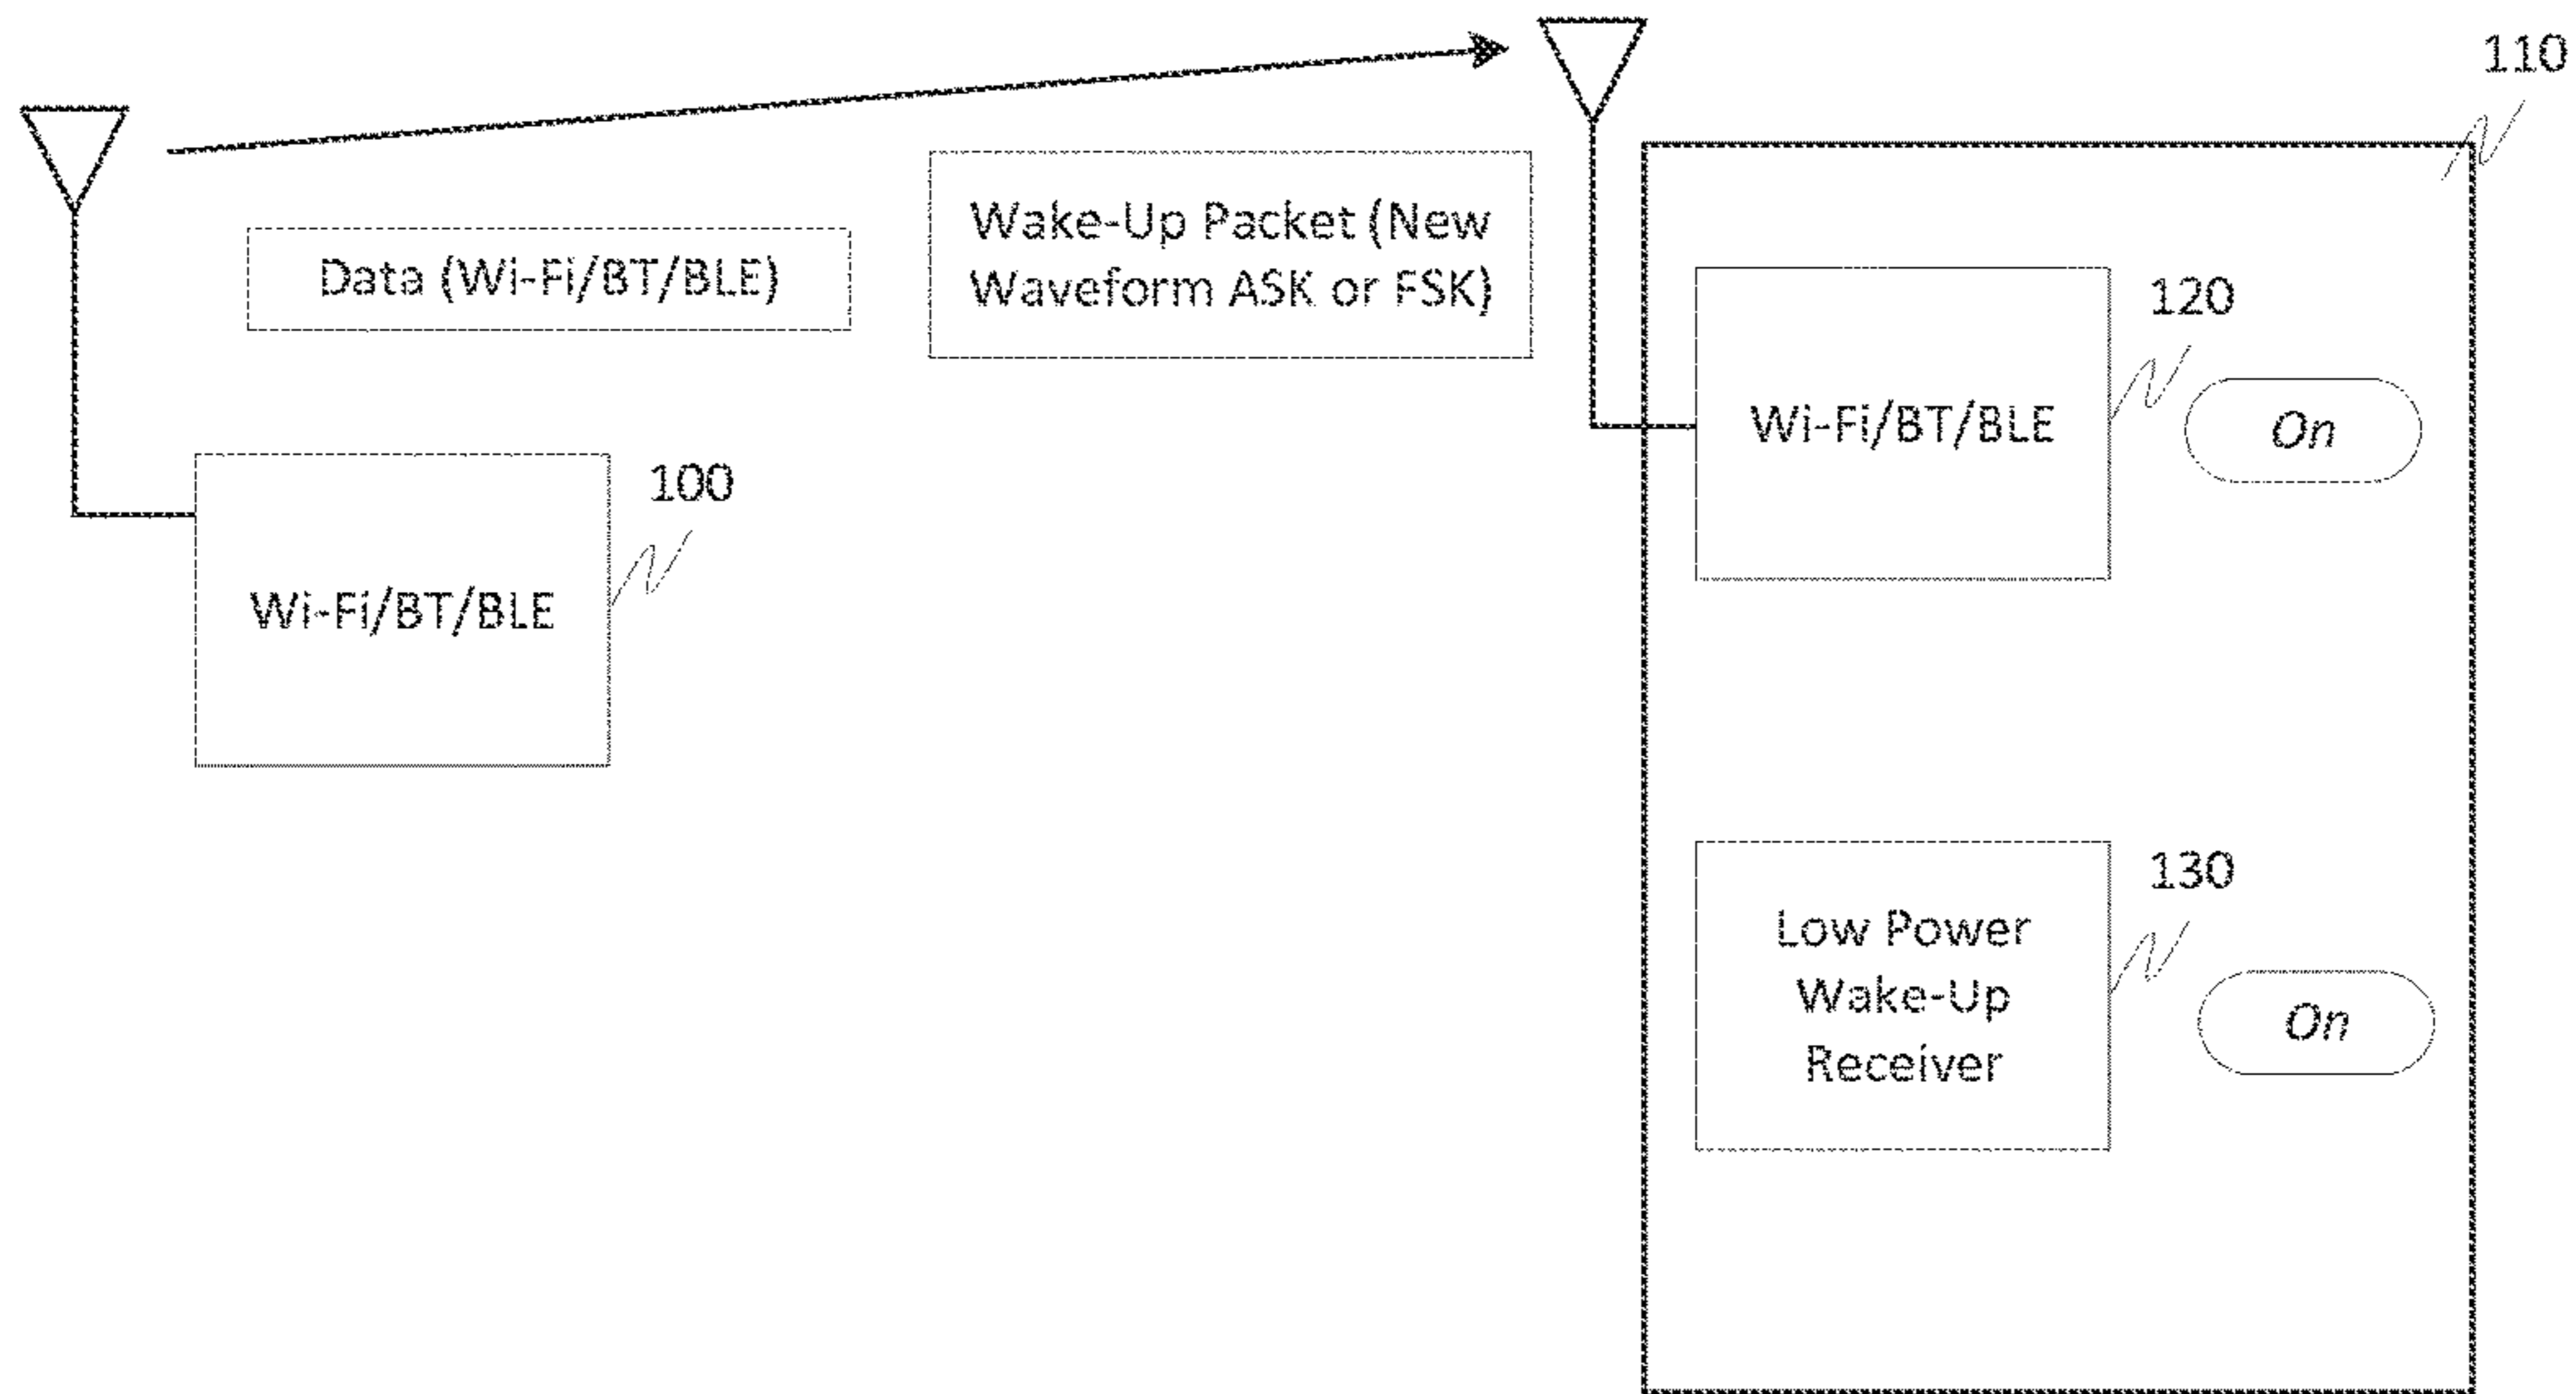 110
Data (Wi-Fi/BT/BLE)
Wake-Up Packet (New
Waveform ASK or FSK)
100
Wi-Fi/BT/BLE
120
Wi-Fi/BT/BLE
On
130
Low Power
Wake-Up
Receiver
On